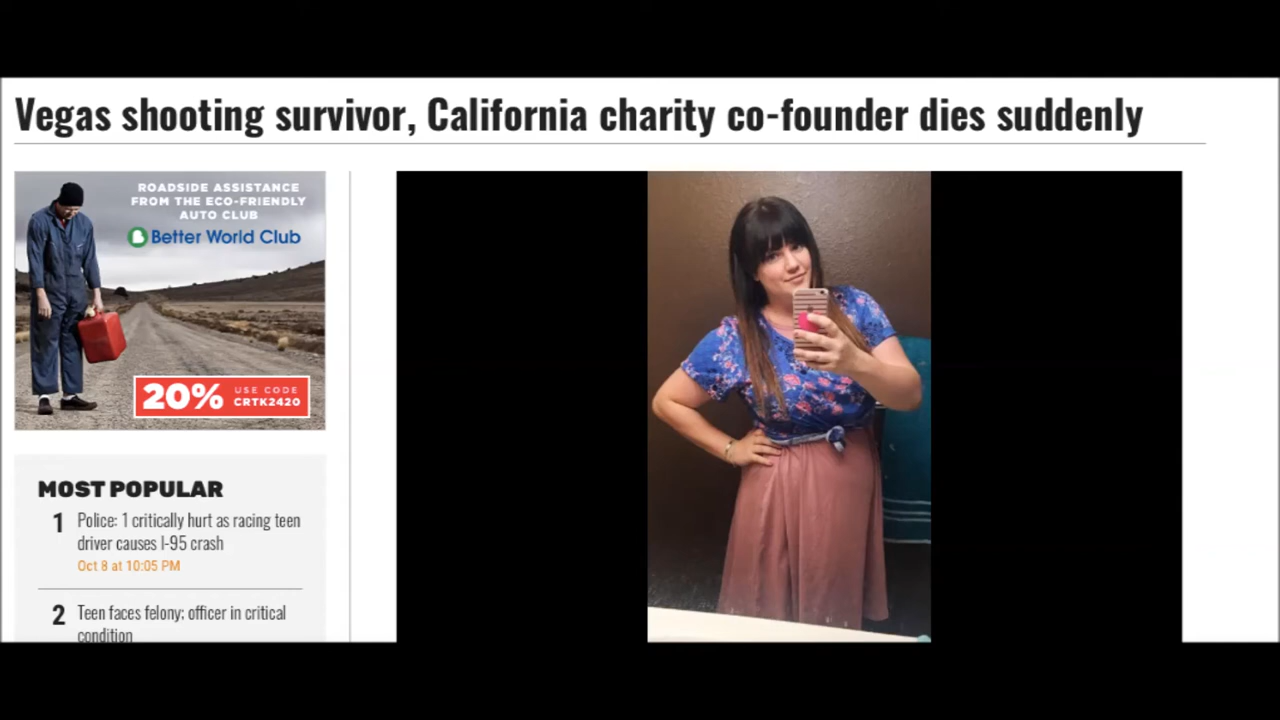 Vegas shooting survivor, California charity co-founder dies suddenly
ROADSIDE ASSISTANCE
FROM THE ECO-FRIENDLY
AUTO CLUB
Better World Club
20% USE CODE
CRTK2420
MOST POPULAR
1 Police: 1 critically hurt as racing teen
driver causes I-95 crash
Oct 8 at 10:05 PM
2 Teen faces felony; officer in critical
condition